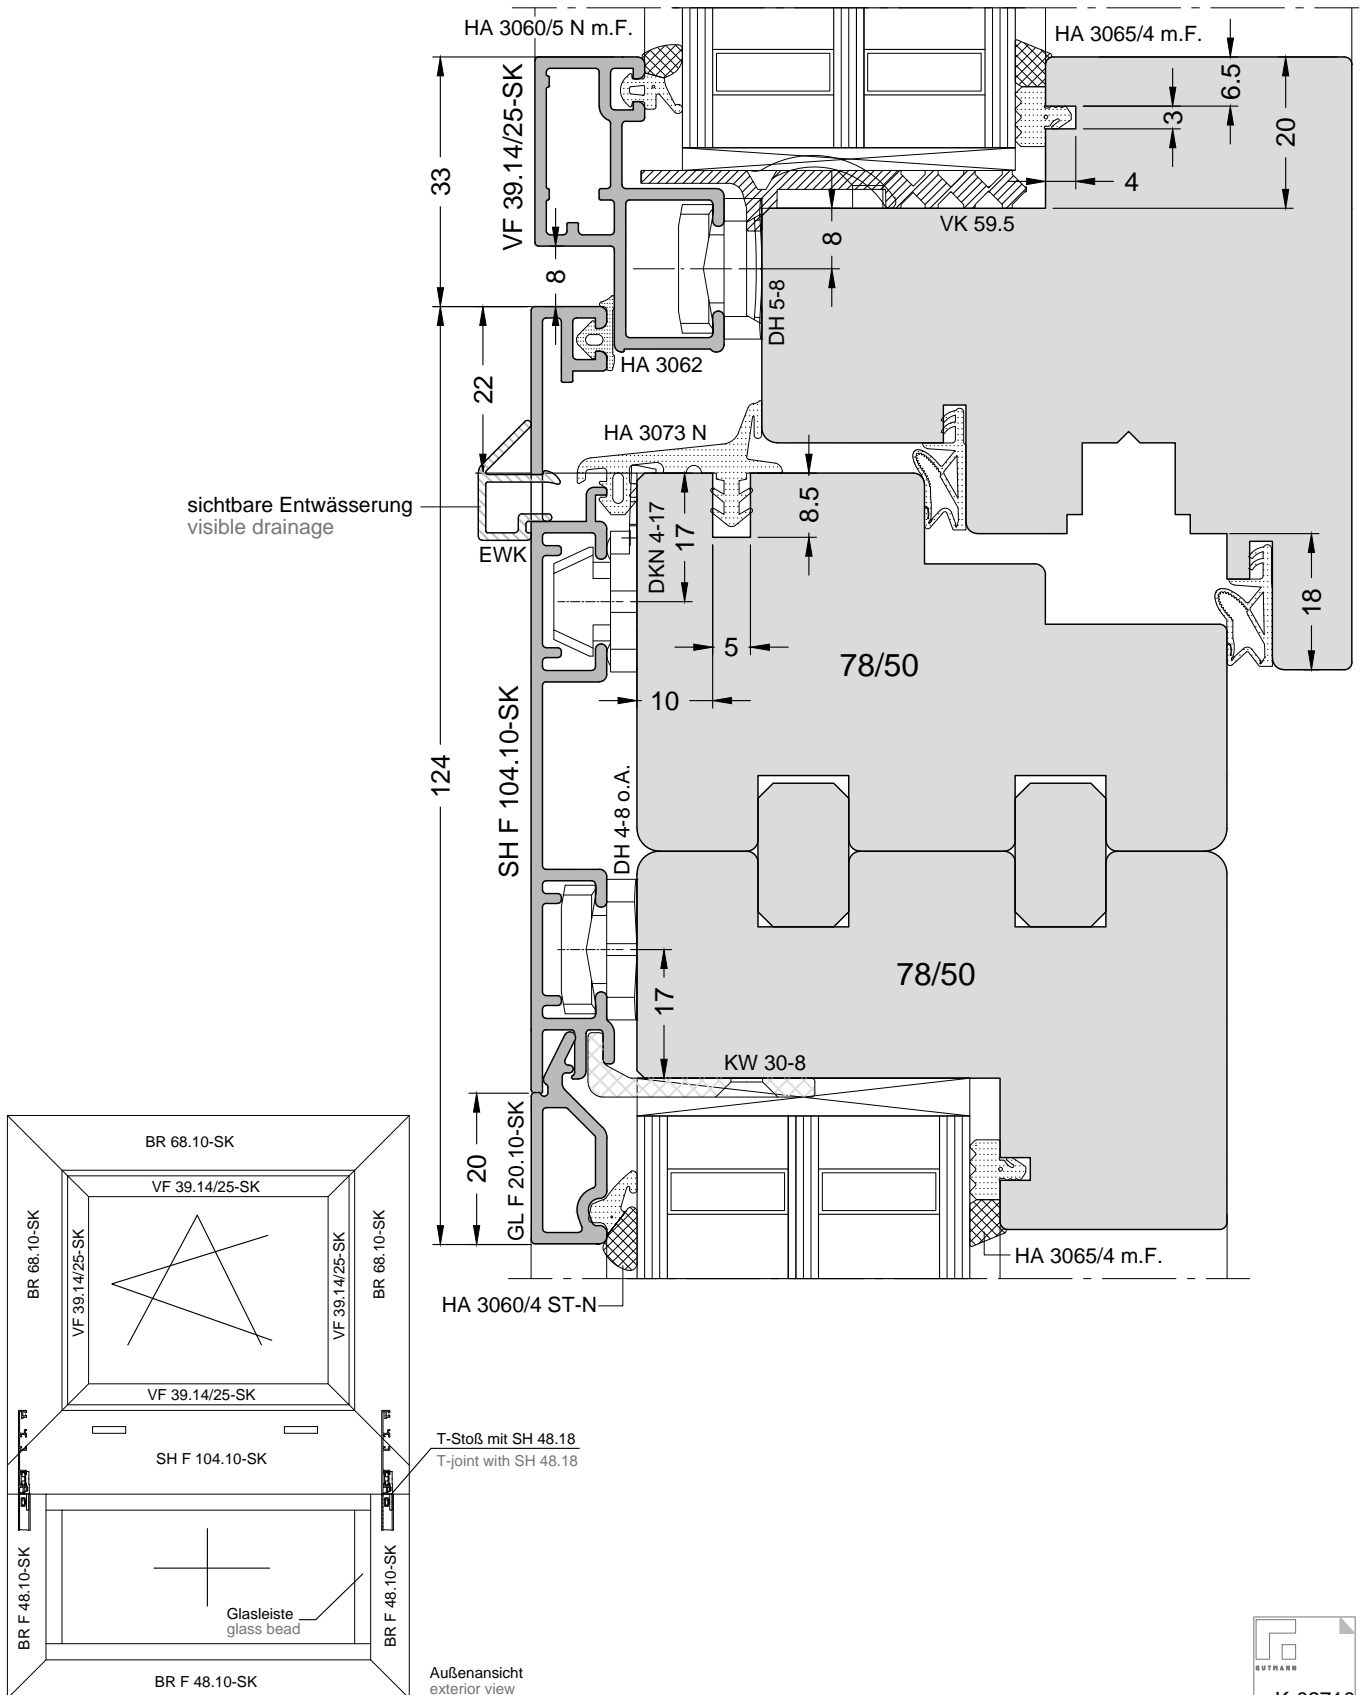 HA 3060/5 N m.F.
HA 3065/4 m.F.
VF 39.14/25-SK
33
8
6.5
3
20
4
VK 59.5
8
DH 5-8
HA 3062
22
HA 3073 N
sichtbare Entwässerung
visible drainage
EWK
DKN 4-17
17
8.5
5
10
18
78/50
124
SH F 104.10-SK
DH 4-8 o.A.
78/50
17
KW 30-8
20
GL F 20.10-SK
HA 3065/4 m.F.
HA 3060/4 ST-N
BR 68.10-SK
VF 39.14/25-SK
BR 68.10-SK
VF 39.14/25-SK
VF 39.14/25-SK
BR 68.10-SK
VF 39.14/25-SK
SH F 104.10-SK
T-Stoß mit SH 48.18
T-joint with SH 48.18
BR F 48.10-SK
Glasleiste
glass bead
BR F 48.10-SK
BR F 48.10-SK
Außenansicht
exterior view
GUTMANN